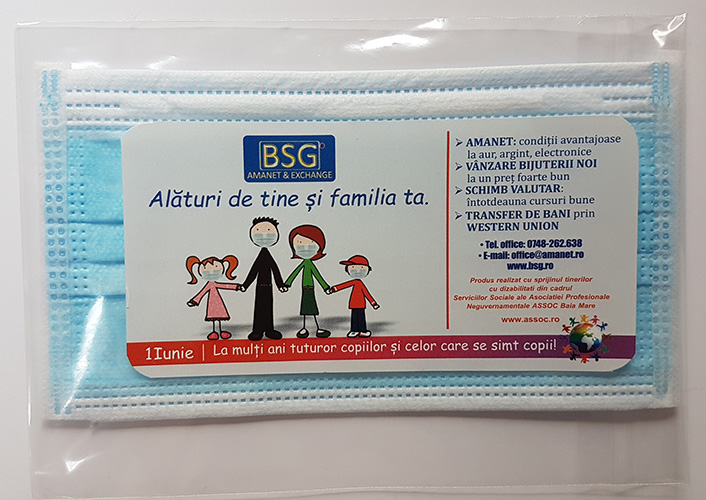 BSG
AMANET & EXCHANGE
Alături de tine și familia ta.
➢ AMANET: condiții avantajoase
la aur, argint, electronice
➢ VÂNZARE BIJUTERII NOI
la un preț foarte bun
➢ SCHIMB VALUTAR:
întotdeauna cursuri bune
➢ TRANSFER DE BANI prin
WESTERN UNION
• Tel. office: 0748-262.638
• E-mail: office@amanet.ro
www.bsg.ro
Produs realizat cu sprijinul tinerilor
cu dizabilitati din cadrul
Serviciilor Sociale ale Asociatiei Profesionale
Neguvernamentale ASSOC Baia Mare
www.assoc.ro
1Iunie | La mulți ani tuturor copiilor și celor care se simt copii!